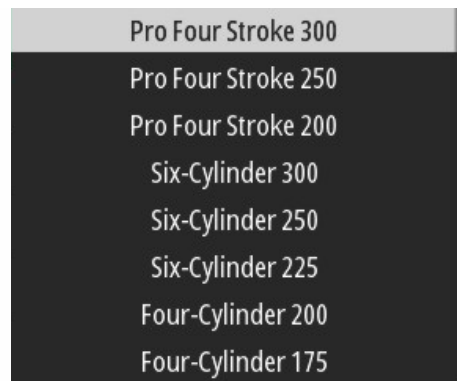 Pro Four Stroke 300
Pro Four Stroke 250
Pro Four Stroke 200
Six-Cylinder 300
Six-Cylinder 250
Six-Cylinder 225
Four-Cylinder 200
Four-Cylinder 175